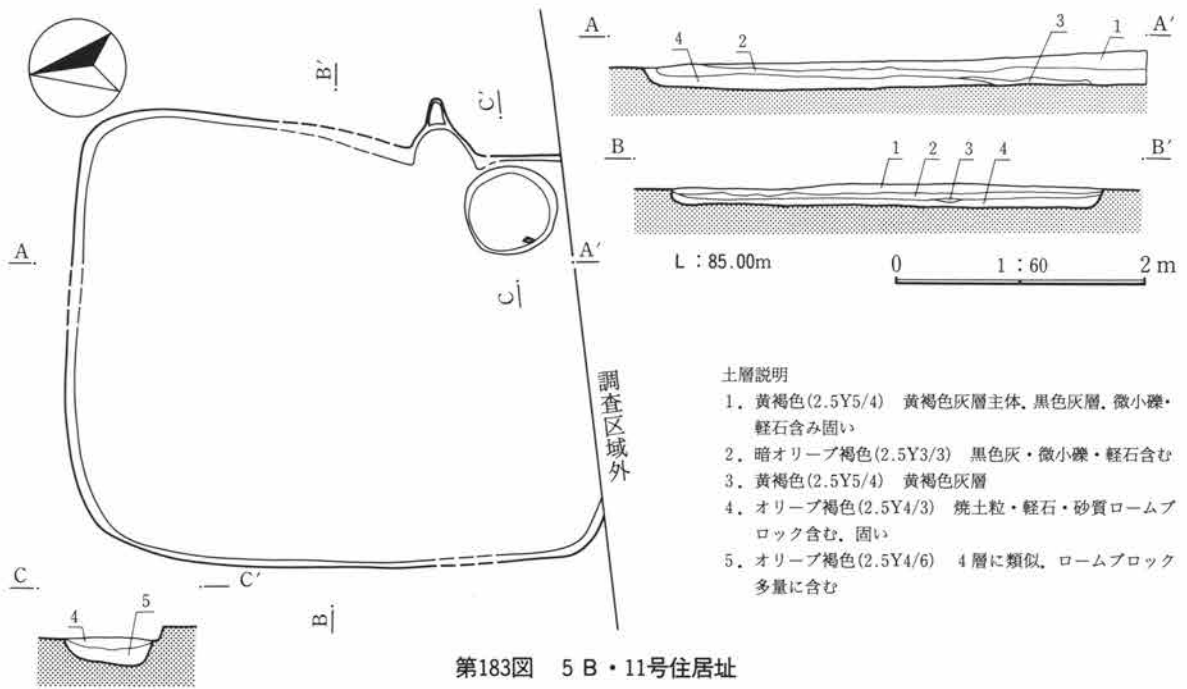 A
A′
4
2
3
1
B
B′
1
2
3
4
L：85.00m
0
1：60
2 m
B′
C′
A
A′
C
調査区域外
土層説明
1．黄褐色(2.5Y5/4)　黄褐色灰層主体，黒色灰層，微小礫・
軽石含み固い
2．暗オリーブ褐色(2.5Y3/3)　黒色灰・微小礫・軽石含む
3．黄褐色(2.5Y5/4)　黄褐色灰層
4．オリーブ褐色(2.5Y4/3)　焼土粒・軽石・砂質ロームブ
ロック含む，固い
5．オリーブ褐色(2.5Y4/6)　4層に類似，ロームブロック
多量に含む
C
C′
4
5
B
第183図　5 B・11号住居址